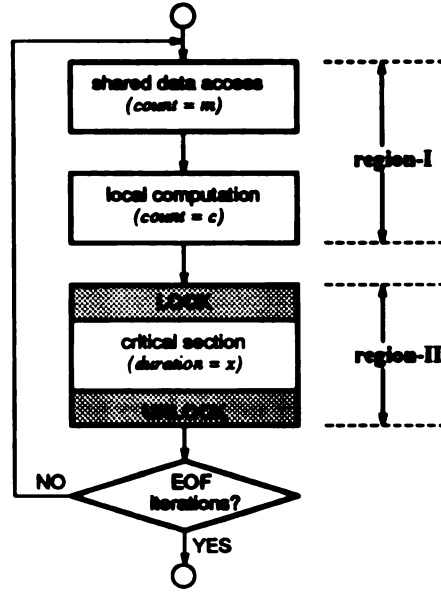 shared data access
(count = m)
region-I
local computation
(count = c)
LOCK
critical section
(duration = x)
region-II
UNLOCK
NO
EOF
iterations?
YES